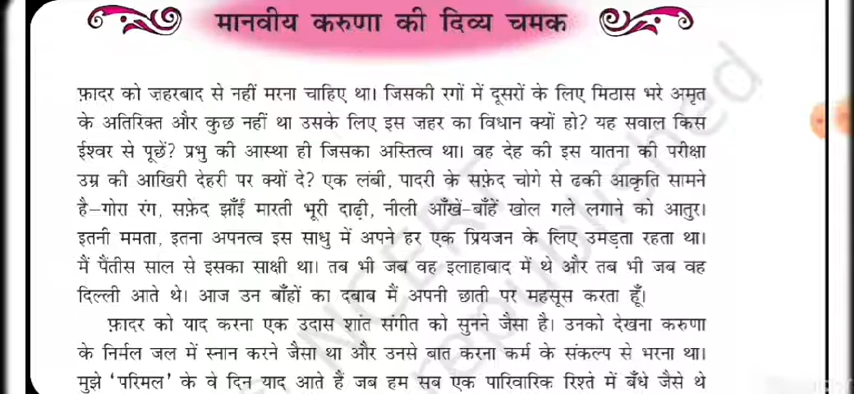 मानवीय करुणा की दिव्य चमक
फ़ादर को ज़हरबाद से नहीं मरना चाहिए था। जिसकी रगों में दूसरों के लिए मिठास भरे अमृत
के अतिरिक्त और कुछ नहीं था उसके लिए इस ज़हर का विधान क्यों हो? यह सवाल किस
ईश्वर से पूछें? प्रभु की आस्था ही जिसका अस्तित्व था। वह देह की इस यातना की परीक्षा
उम्र की आखिरी देहरी पर क्यों दे? एक लंबी, पादरी के सफ़ेद चोगे से ढकी आकृति सामने
है–गोरा रंग, सफ़ेद झाँईं मारती भूरी दाढ़ी, नीली आँखें–बाँहें खोल गले लगाने को आतुर।
इतनी ममता, इतना अपनत्व इस साधु में अपने हर एक प्रियजन के लिए उमड़ता रहता था।
मैं पैंतीस साल से इसका साक्षी था। तब भी जब वह इलाहाबाद में थे और तब भी जब वह
दिल्ली आते थे। आज उन बाँहों का दबाब मैं अपनी छाती पर महसूस करता हूँ।
फ़ादर को याद करना एक उदास शांत संगीत को सुनने जैसा है। उनको देखना करुणा
के निर्मल जल में स्नान करने जैसा था और उनसे बात करना कर्म के संकल्प से भरना था।
मुझे ‘परिमल’ के वे दिन याद आते हैं जब हम सब एक पारिवारिक रिश्ते में बँधे जैसे थे
NCERT
republished